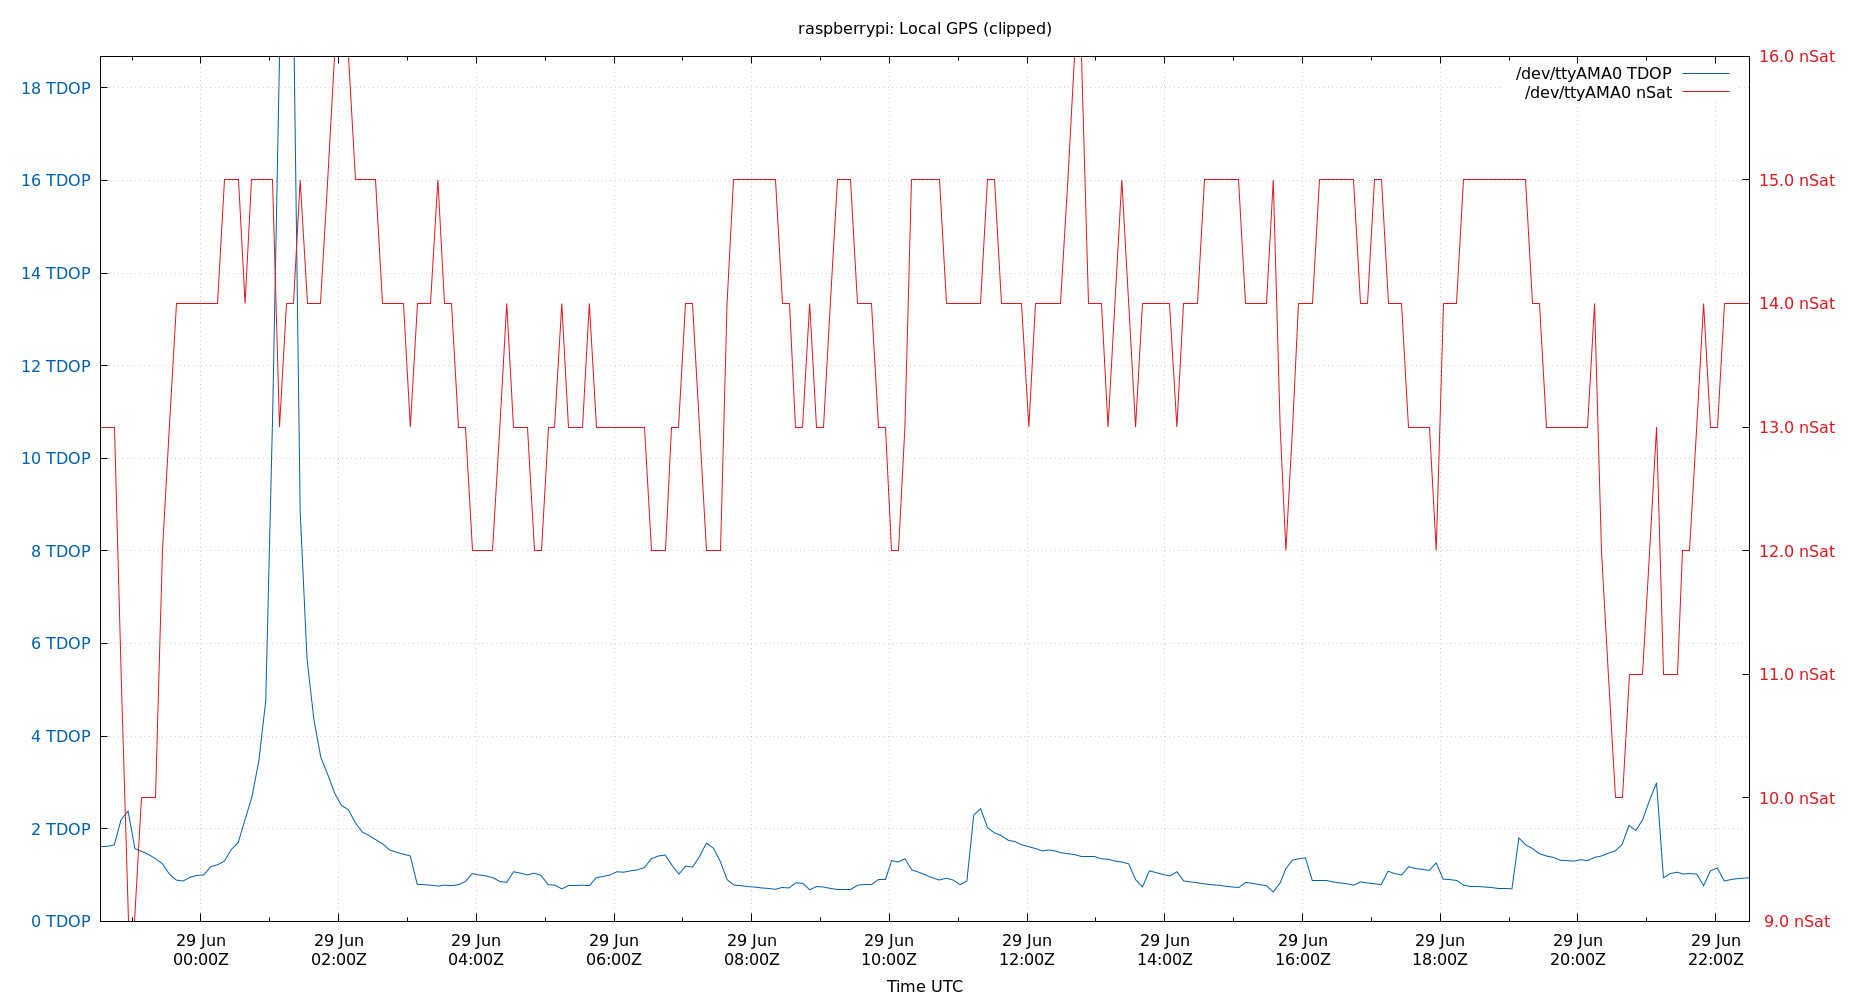 raspberrypi: Local GPS (clipped)
/dev/ttyAMA0 TDOP
/dev/ttyAMA0 nSat
18 TDOP
16 TDOP
14 TDOP
12 TDOP
10 TDOP
8 TDOP
6 TDOP
4 TDOP
2 TDOP
0 TDOP
16.0 nSat
15.0 nSat
14.0 nSat
13.0 nSat
12.0 nSat
11.0 nSat
10.0 nSat
9.0 nSat
29 Jun
00:00Z
29 Jun
02:00Z
29 Jun
04:00Z
29 Jun
06:00Z
29 Jun
08:00Z
29 Jun
10:00Z
29 Jun
12:00Z
29 Jun
14:00Z
29 Jun
16:00Z
29 Jun
18:00Z
29 Jun
20:00Z
29 Jun
22:00Z
Time UTC